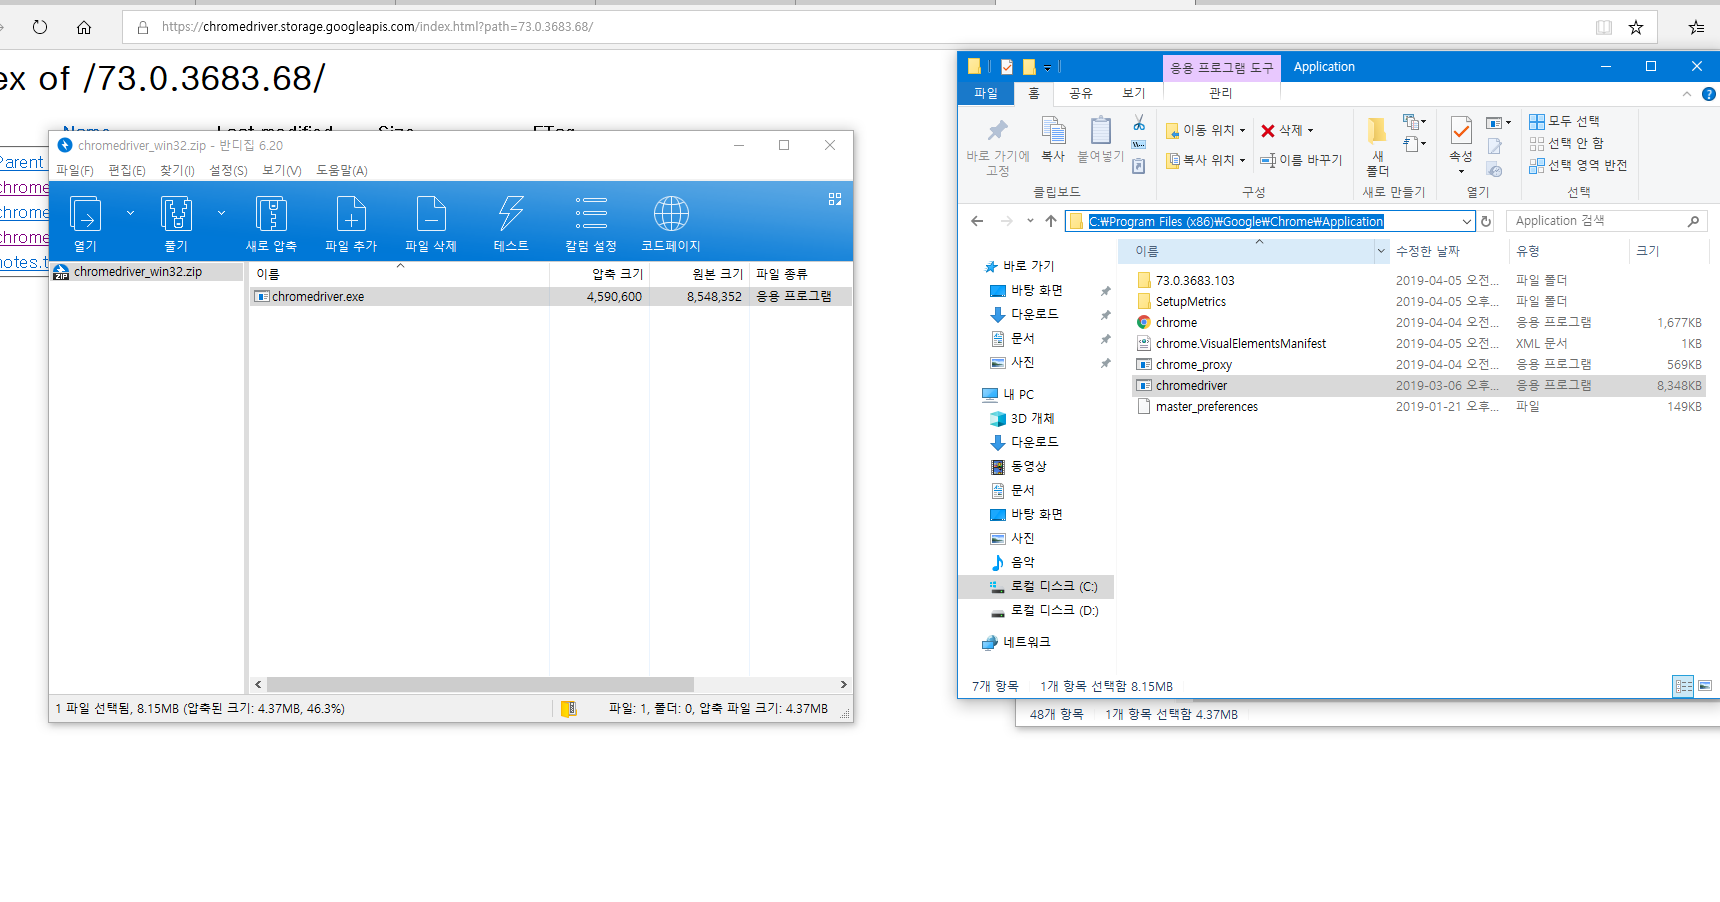 https://chromedriver.storage.googleapis.com/index.html?path=73.0.3683.68/
ex of /73.0.3683.68/
Name Last modified Size ETag
Parent
chrome
chrome
chrome
notes.t
chromedriver_win32.zip - 반디집 6.20
파일(F) 편집(E) 찾기(I) 설정(S) 보기(V) 도움말(A)
열기 풀기 새로 압축 파일 추가 파일 삭제 테스트 칼럼 설정 코드페이지
chromedriver_win32.zip
이름 압축 크기 원본 크기 파일 종류
chromedriver.exe 4,590,600 8,548,352 응용 프로그램
1 파일 선택됨, 8.15MB (압축된 크기: 4.37MB, 46.3%) 파일: 1, 폴더: 0, 압축 파일 크기: 4.37MB
응용 프로그램 도구 Application
파일 홈 공유 보기 관리
바로 가기에 고정
복사
붙여넣기
이동 위치
복사 위치
삭제
이름 바꾸기
새 폴더
속성
모두 선택
선택 안 함
선택 영역 반전
클립보드 구성 새로 만들기 열기 선택
C:₩Program Files (x86)₩Google₩Chrome₩Application
Application 검색
바로 가기
바탕 화면
다운로드
문서
사진
내 PC
3D 개체
다운로드
동영상
문서
바탕 화면
사진
음악
로컬 디스크 (C:)
로컬 디스크 (D:)
네트워크
이름 수정한 날짜 유형 크기
73.0.3683.103 2019-04-05 오전... 파일 폴더
SetupMetrics 2019-04-05 오후... 파일 폴더
chrome 2019-04-04 오전... 응용 프로그램 1,677KB
chrome.VisualElementsManifest 2019-04-05 오전... XML 문서 1KB
chrome_proxy 2019-04-04 오전... 응용 프로그램 569KB
chromedriver 2019-03-06 오후... 응용 프로그램 8,348KB
master_preferences 2019-01-21 오후... 파일 149KB
7개 항목 1개 항목 선택함 8.15MB
48개 항목 1개 항목 선택함 4.37MB